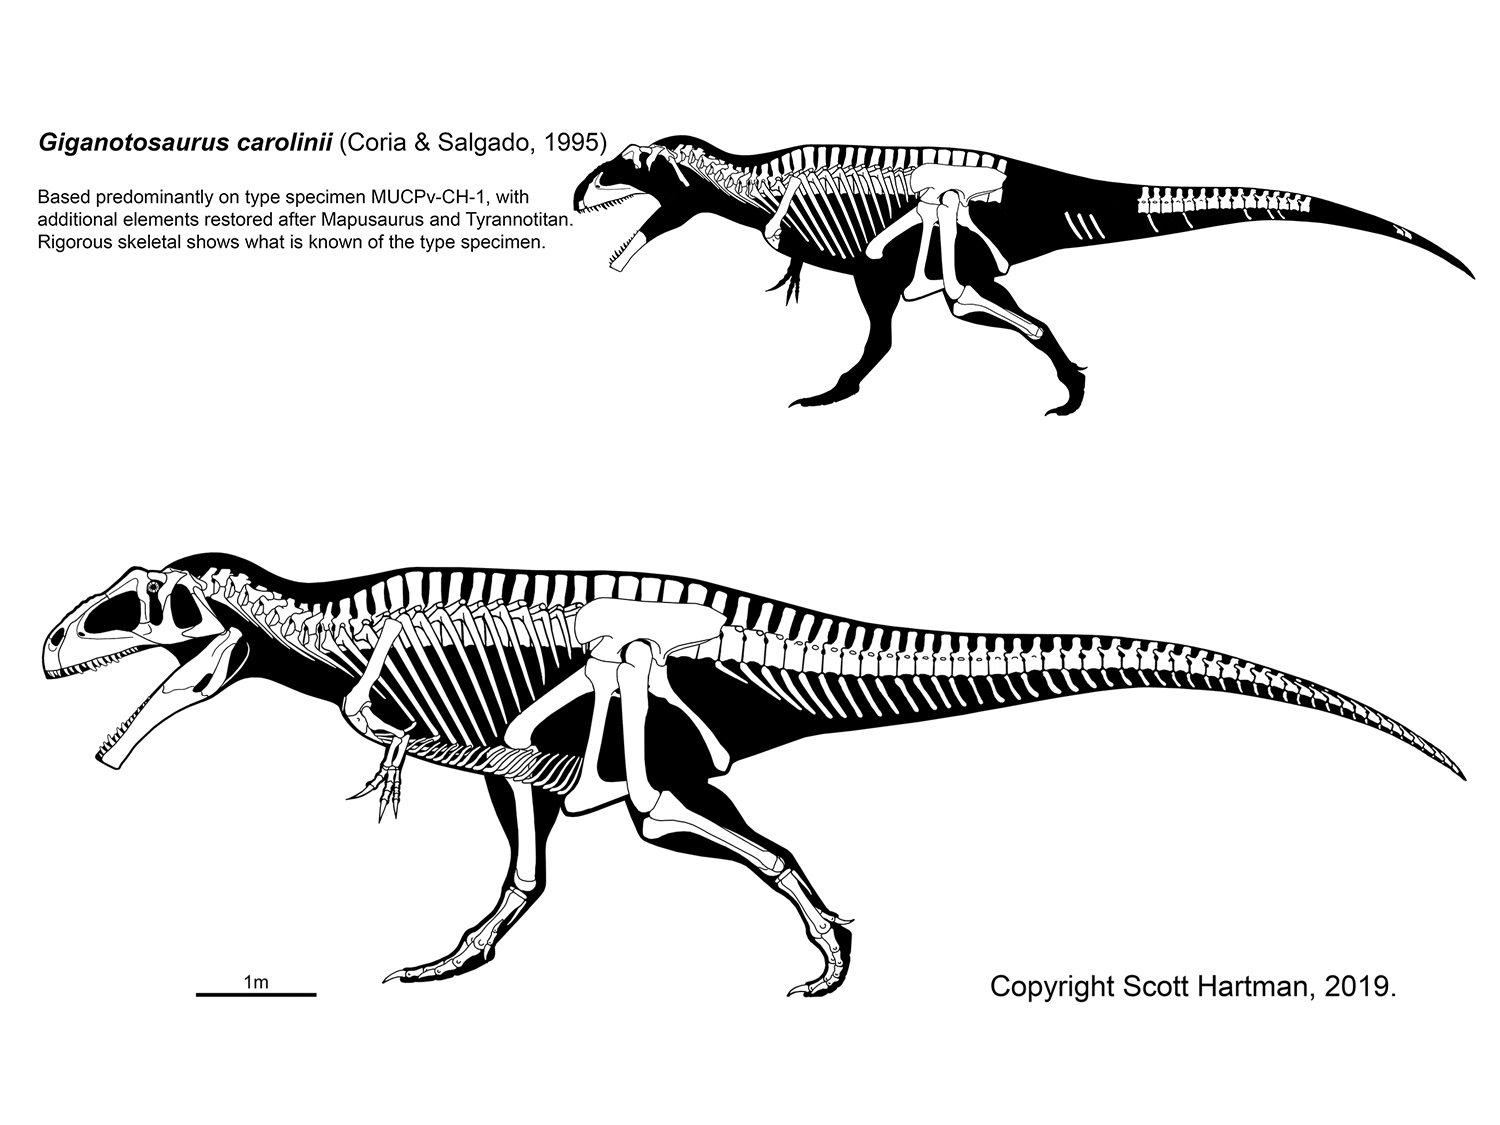 Giganotosaurus carolinii (Coria & Salgado, 1995)
Based predominantly on type specimen MUCPv-CH-1, with
additional elements restored after Mapusaurus and Tyrannotitan.
Rigorous skeletal shows what is known of the type specimen.
1m
Copyright Scott Hartman, 2019.